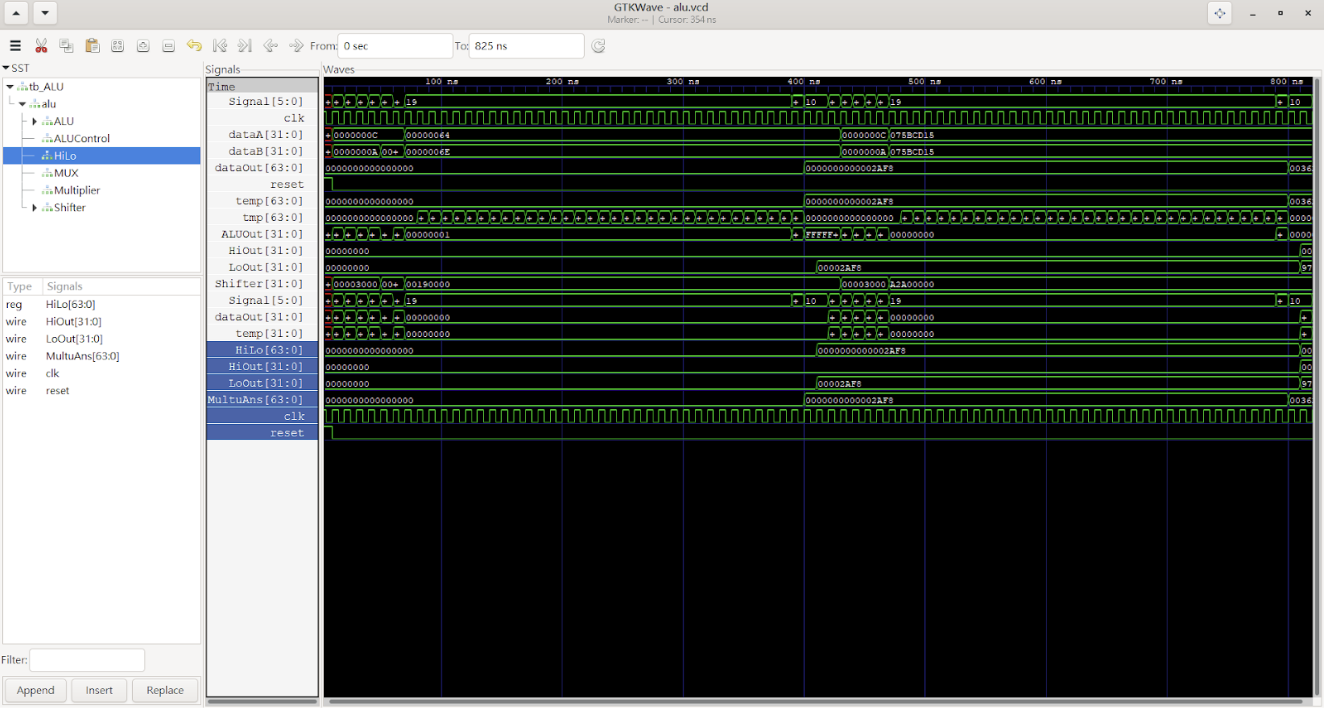 GTKWave - alu.vcd
Marker: -- | Cursor: 354 ns
From: 0 sec To: 825 ns
SST
tb_ALU
alu
ALU
ALUControl
HiLo
MUX
Multiplier
Shifter
Type Signals
reg HiLo[63:0]
wire HiOut[31:0]
wire LoOut[31:0]
wire MultuAns[63:0]
wire clk
wire reset
Filter:
Append Insert Replace
Signals Waves
Time 100 ns 200 ns 300 ns 400 ns 500 ns 600 ns 700 ns 800 ns
Signal[5:0] + + + + + + + 19 + 10 + + + + + 19 + 10
clk
dataA[31:0] + 0000000C 00000064 0000000C 075BCD15
dataB[31:0] + 0000000A 00+ 0000006E 0000000A 075BCD15
dataOut[63:0] 0000000000000000 0000000000002AF8 0036
reset
temp[63:0] 0000000000000000 0000000000002AF8 0036
tmp[63:0] 0000000000000000 + + + + + + + + + + + + + + + + + + + + + + + + + + + + + + + 0000000000000000 + + + + + + + + + + + + + + + + + + + + + + + + + + + + + + + 0000
ALUOut[31:0] + + + + + + + 00000001 + FFFFF+ + + + + 00000000 + 0000
HiOut[31:0] 00000000 00
LoOut[31:0] 00000000 00002AF8 97
Shifter[31:0] + 00003000 00+ 00190000 00003000 A2A00000
Signal[5:0] + + + + + + + 19 + 10 + + + + + 19 + 10
dataOut[31:0] + + + + + + + 00000000 + + + + + 00000000 +
temp[31:0] + + + + + + + 00000000 + + + + + 00000000 +
HiLo[63:0] 0000000000000000 0000000000002AF8 00
HiOut[31:0] 00000000 00
LoOut[31:0] 00000000 00002AF8 97
MultuAns[63:0] 0000000000000000 0000000000002AF8 0036
clk
reset